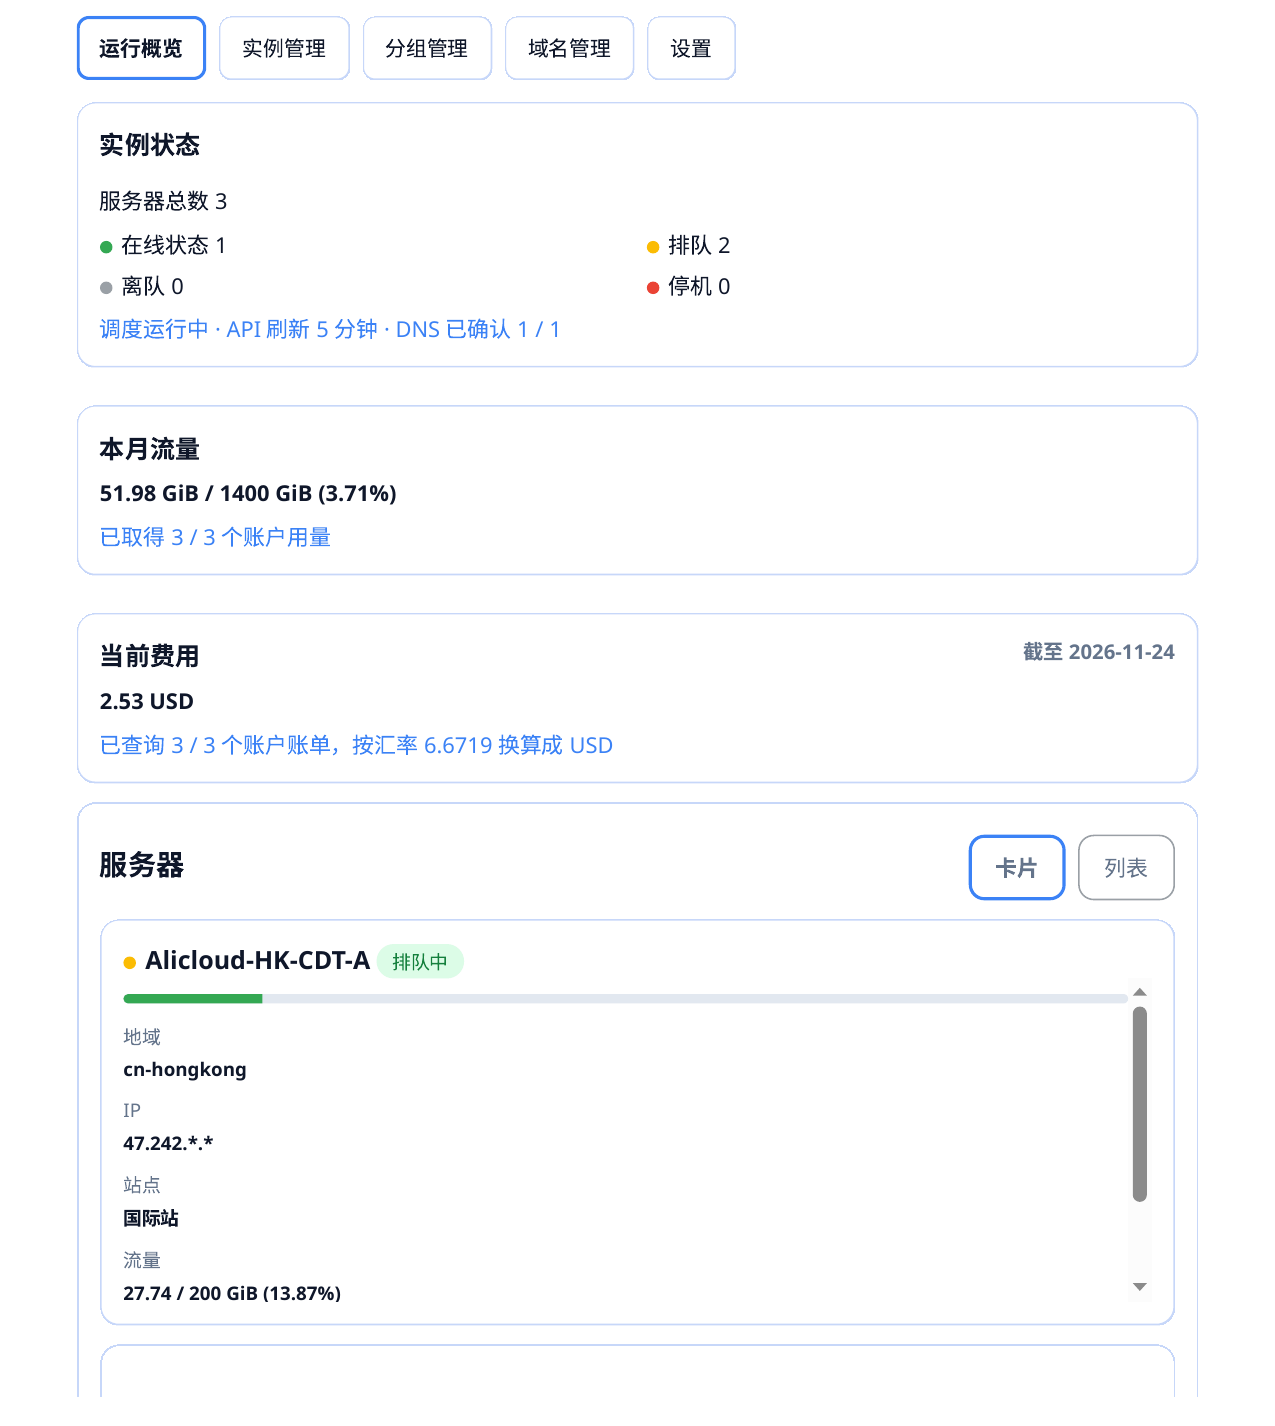 运行概览 实例管理 分组管理 域名管理 设置
实例状态
服务器总数 3
在线状态 1 排队 2
离队 0 停机 0
调度运行中 · API 刷新 5 分钟 · DNS 已确认 1 / 1
本月流量
51.98 GiB / 1400 GiB (3.71%)
已取得 3 / 3 个账户用量
当前费用 截至 2026-11-24
2.53 USD
已查询 3 / 3 个账户账单，按汇率 6.6719 换算成 USD
服务器 卡片 列表
Alicloud-HK-CDT-A 排队中
地域
cn-hongkong
IP
47.242.*.*
站点
国际站
流量
27.74 / 200 GiB (13.87%)